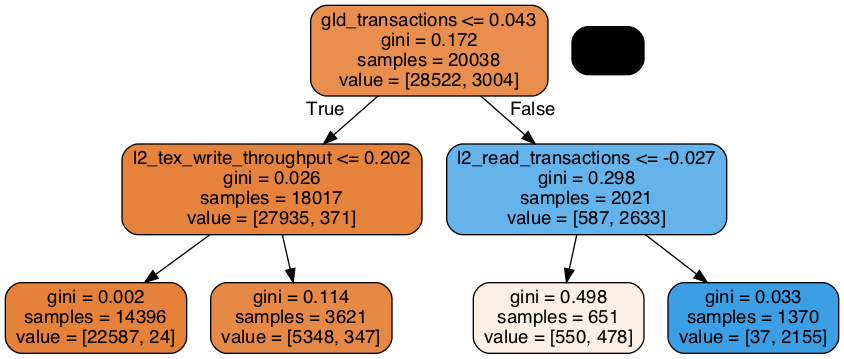 gld_transactions <= 0.043
gini = 0.172
samples = 20038
value = [28522, 3004]
True
False
l2_tex_write_throughput <= 0.202
gini = 0.026
samples = 18017
value = [27935, 371]
l2_read_transactions <= -0.027
gini = 0.298
samples = 2021
value = [587, 2633]
gini = 0.002
samples = 14396
value = [22587, 24]
gini = 0.114
samples = 3621
value = [5348, 347]
gini = 0.498
samples = 651
value = [550, 478]
gini = 0.033
samples = 1370
value = [37, 2155]